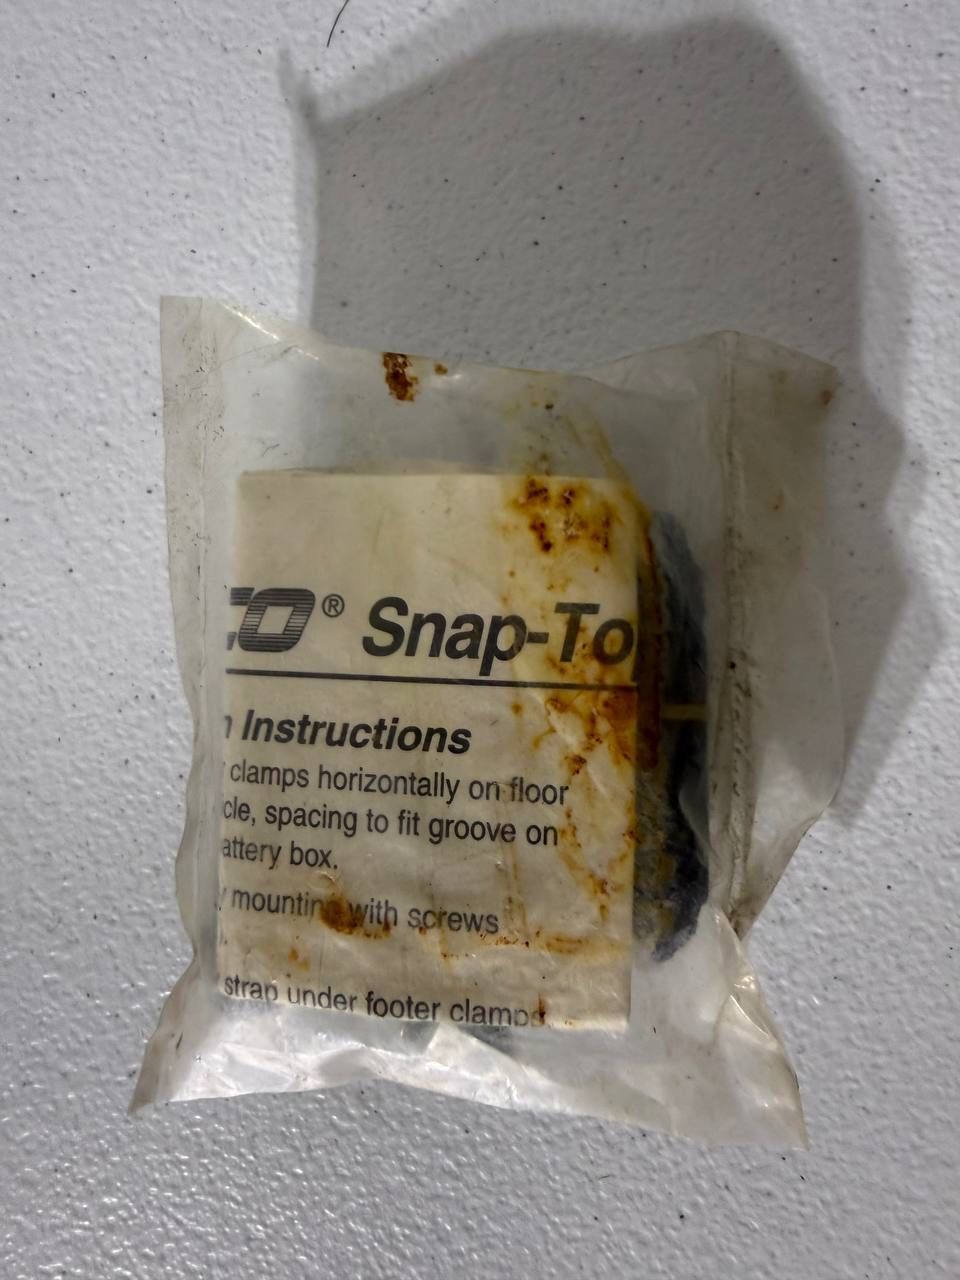 CO® Snap-To
n Instructions
clamps horizontally on floor
cle, spacing to fit groove on
attery box.
y mounting with screws
strap under footer clamps